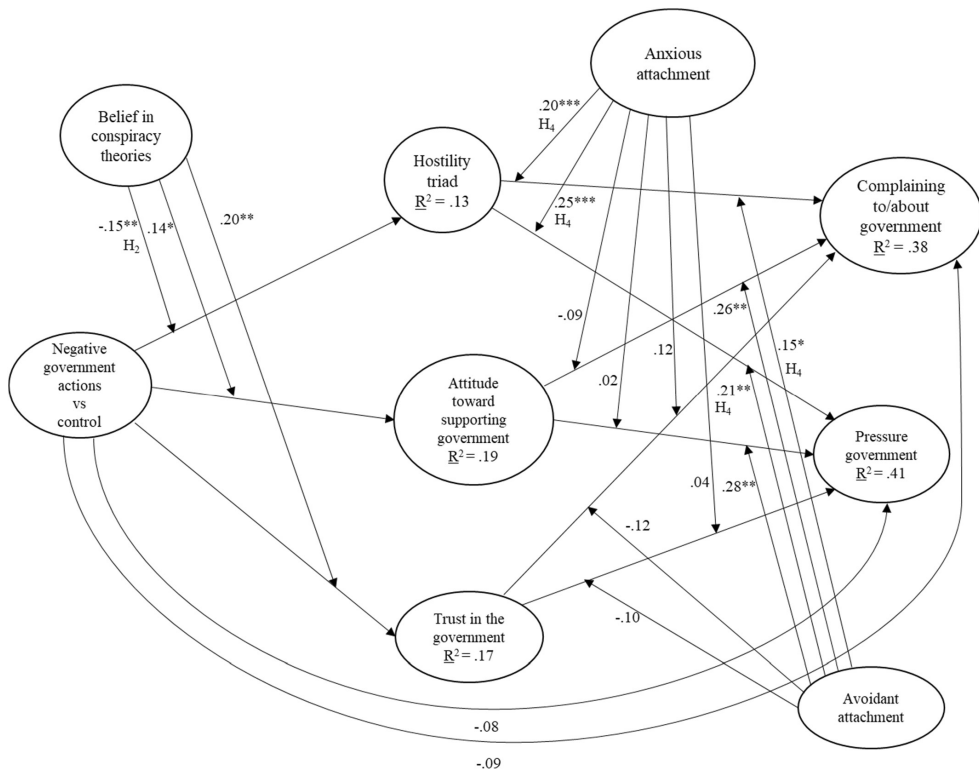 Anxious
attachment
Belief in
conspiracy
theories
.20***
H4
Hostility
triad
R² = .13
Complaining
to/about
government
R² = .38
.25***
H4
-.15**
H2
.14*
.20**
-.09
.26**
.12
.15*
H4
Negative
government
actions
vs
control
Attitude
toward
supporting
government
R² = .19
.02
.21**
H4
Pressure
government
R² = .41
.04
.28**
-.12
Trust in the
government
R² = .17
-.10
Avoidant
attachment
-.08
-.09